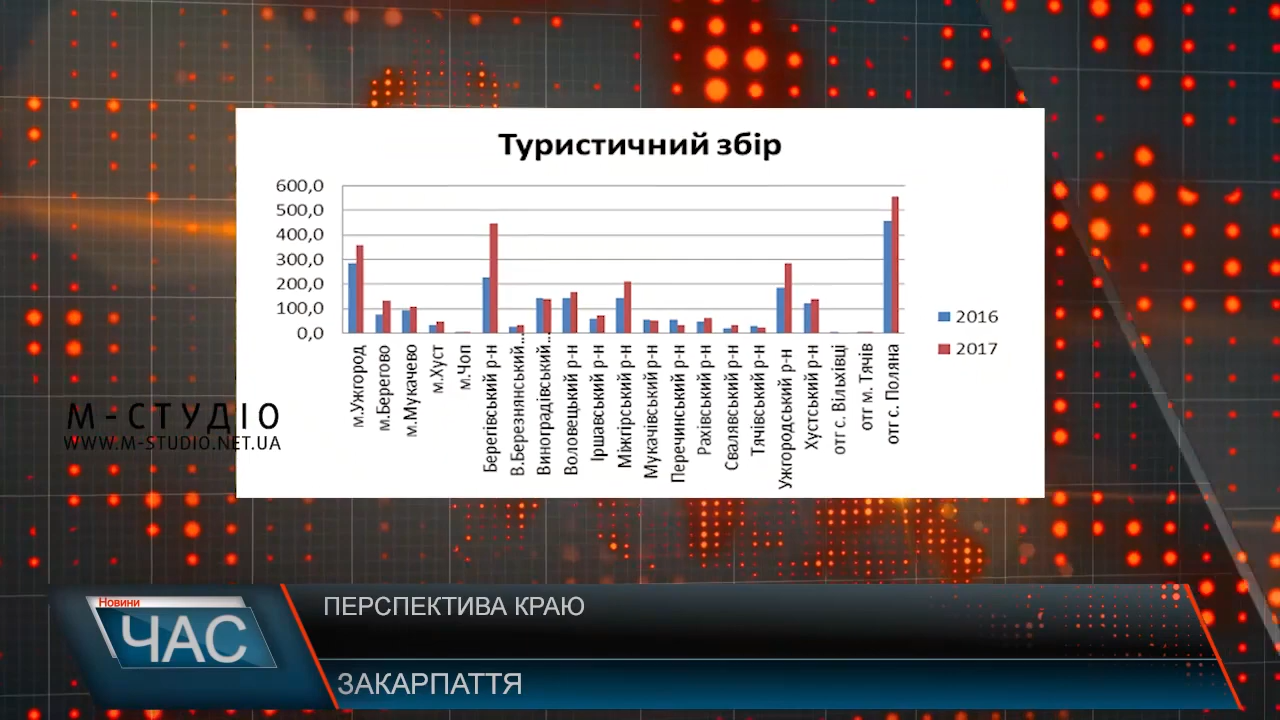 Туристичний збір
600,0
500,0
400,0
300,0
200,0
100,0
0,0
м.Ужгород
м.Берегово
м.Мукачево
м.Хуст
м.Чоп
Берегівський р-н
В.Березнянський…
Виноградівський…
Воловецький р-н
Іршавський р-н
Міжгірський р-н
Мукачівський р-н
Перечинський р-н
Рахівський р-н
Свалявський р-н
Тячівський р-н
Ужгородський р-н
Хустський р-н
отг с. Вільхівці
отг м. Тячів
отг с. Поляна
2016
2017
М-СТУДІО
WWW.M-STUDIO.NET.UA
Новини
ЧАС
ПЕРСПЕКТИВА КРАЮ
ЗАКАРПАТТЯ